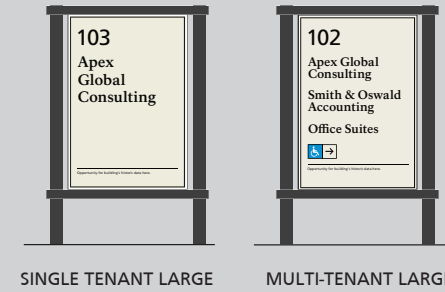 103
Apex
Global
Consulting
Opportunity for building's historic data here.
SINGLE TENANT LARGE
102
Apex Global
Consulting
Smith & Oswald
Accounting
Office Suites
Opportunity for building's historic data here.
MULTI-TENANT LARG